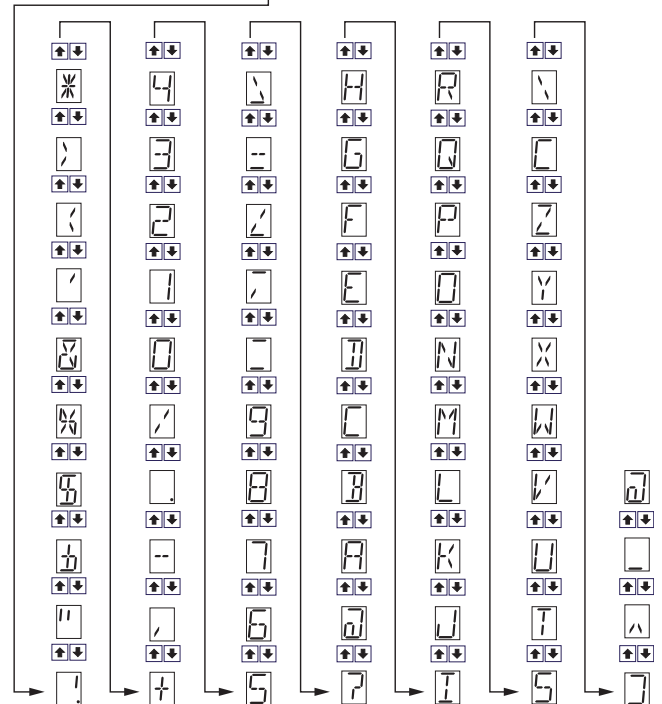 * 4 > H R \
) 3 = G Q [
( 2 < F P Z
' 1 ; E O Y
& 0 : D N X
% / 9 C M W
$ . 8 B L V @
# - 7 A K U _
" , 6 @ J T ^
! + 5 ? I S ]